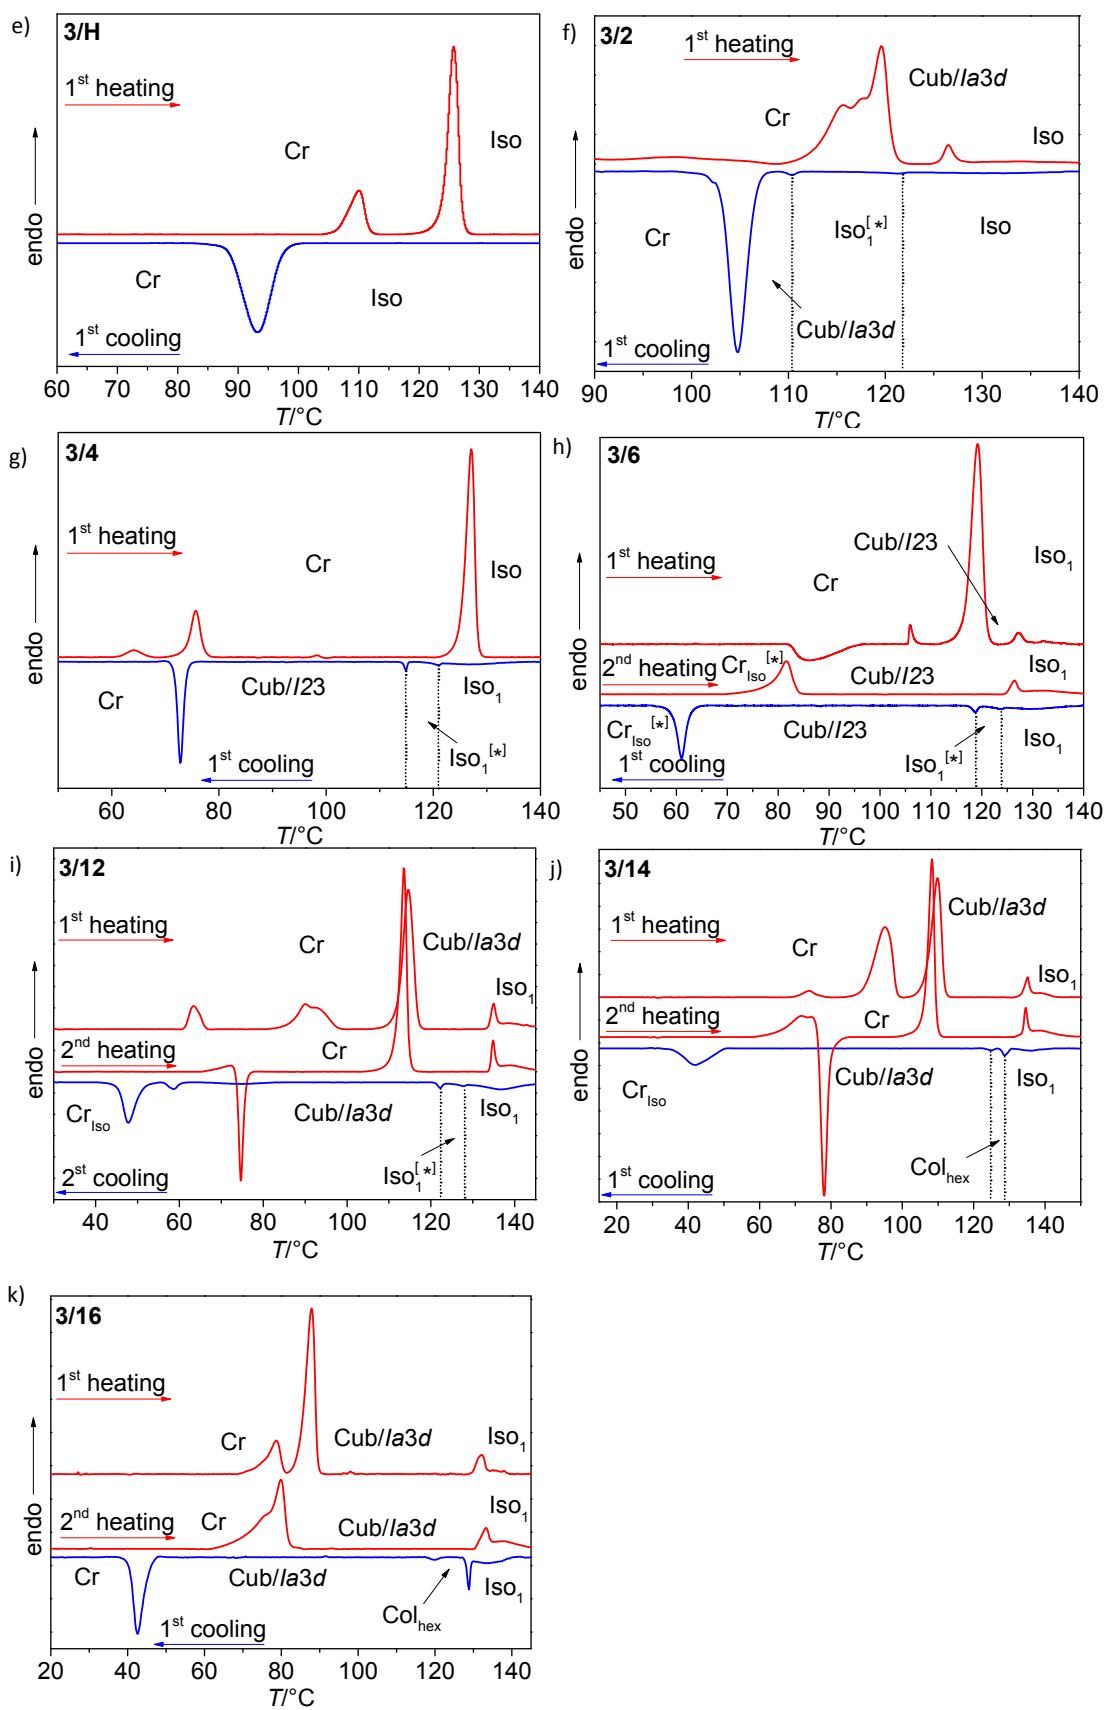 e)
3/H
1st heating
Cr
Iso
Cr
Iso
1st cooling
endo
60 70 80 90 100 110 120 130 140
T/°C
f)
3/2
1st heating
Cub/Ia3d
Cr
Iso
Cr
Iso1[*]
Iso
Cub/Ia3d
1st cooling
endo
90 100 110 120 130 140
T/°C
g)
3/4
1st heating
Cr
Iso
Cr
Cub/I23
Iso1
Iso1[*]
1st cooling
endo
60 80 100 120 140
T/°C
h)
3/6
Cub/I23
1st heating
Iso1
Cr
2nd heating
CrIso[*]
Cub/I23
Iso1
CrIso[*]
Cub/I23
Iso1[*]
Iso1
1st cooling
endo
50 60 70 80 90 100 110 120 130 140
T/°C
i)
3/12
1st heating
Cr
Cub/Ia3d
Iso1
2nd heating
Cr
CrIso
Cub/Ia3d
Iso1
Iso1[*]
2st cooling
endo
40 60 80 100 120 140
T/°C
j)
3/14
Cub/Ia3d
1st heating
Cr
Iso1
2nd heating
Cr
CrIso
Cub/Ia3d
Iso1
Colhex
1st cooling
endo
20 40 60 80 100 120 140
T/°C
k)
3/16
1st heating
Cr
Cub/Ia3d
Iso1
2nd heating
Cr
Cub/Ia3d
Iso1
Cr
Cub/Ia3d
Iso1
Colhex
1st cooling
endo
20 40 60 80 100 120 140
T/°C